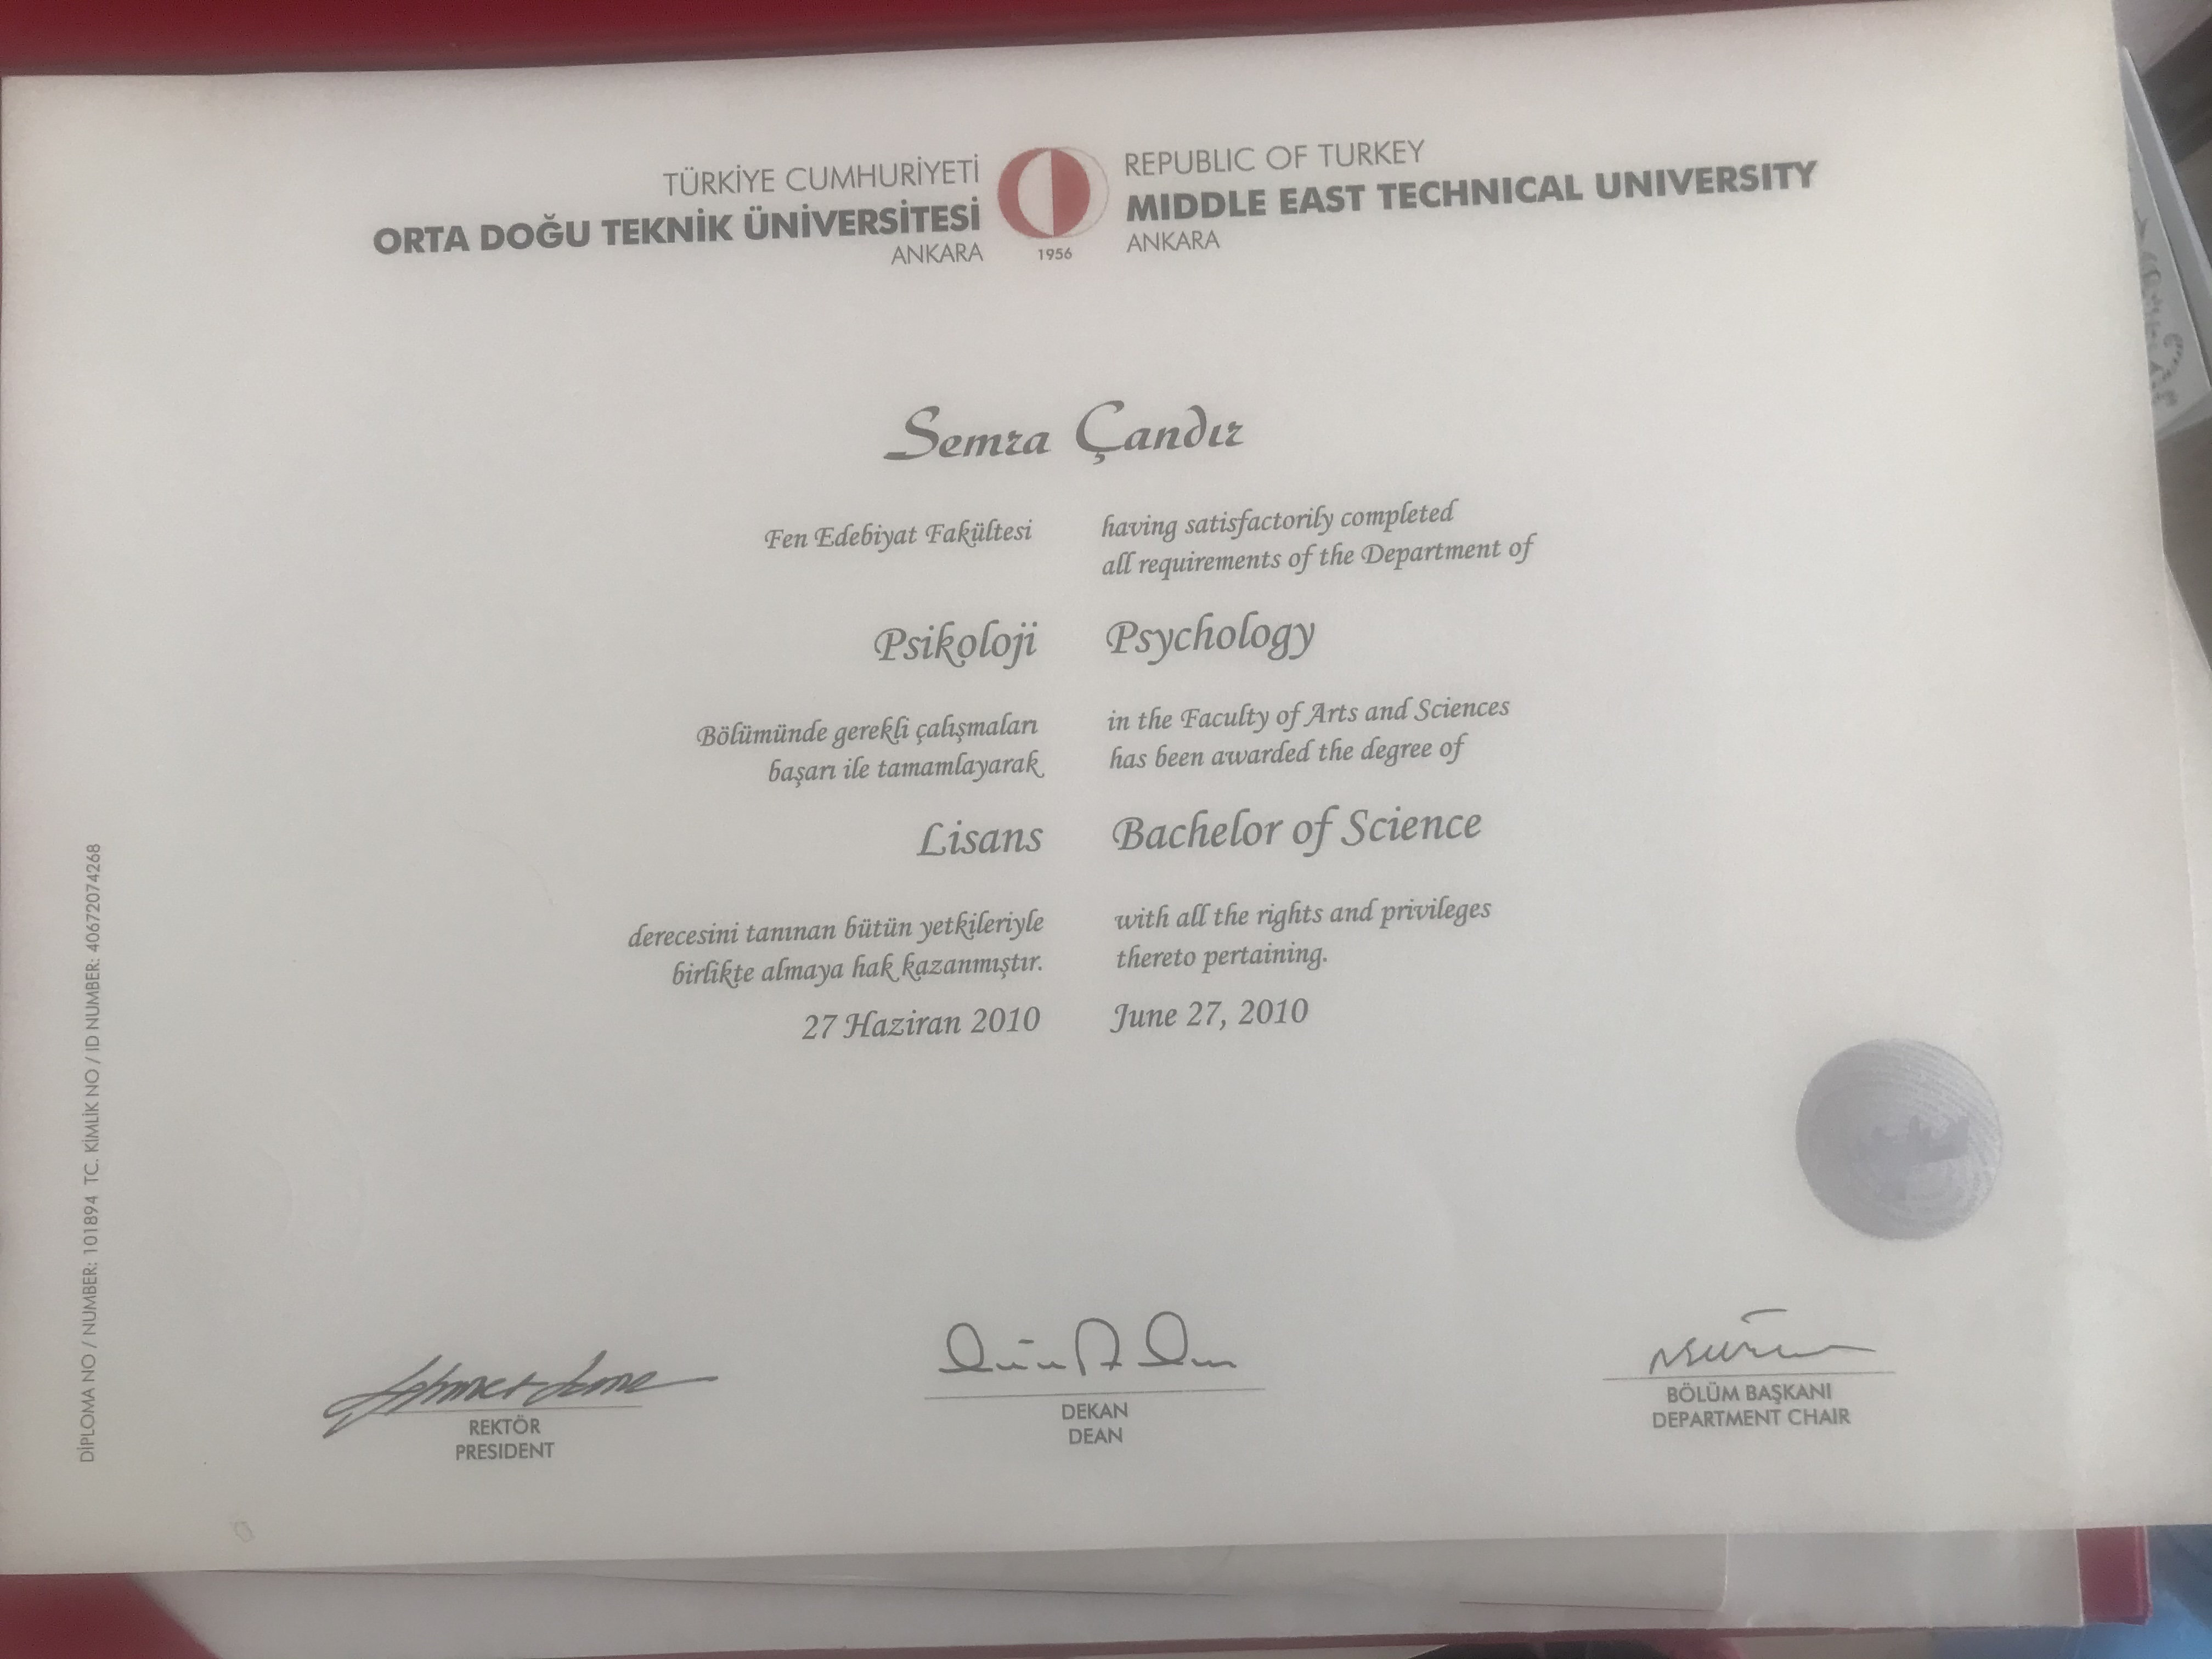 TÜRKİYE CUMHURİYETİ
ORTA DOĞU TEKNİK ÜNİVERSİTESİ
ANKARA
1956
REPUBLIC OF TURKEY
MIDDLE EAST TECHNICAL UNIVERSITY
ANKARA
Semra Çandır
Fen Edebiyat Fakültesi
having satisfactorily completed
all requirements of the Department of
Psikoloji
Psychology
Bölümünde gerekli çalışmaları
başarı ile tamamlayarak
in the Faculty of Arts and Sciences
has been awarded the degree of
Lisans
Bachelor of Science
derecesini tanınan bütün yetkileriyle
birlikte almaya hak kazanmıştır.
with all the rights and privileges
thereto pertaining.
27 Haziran 2010
June 27, 2010
DİPLOMA NO / NUMBER: 101894 TC. KİMLİK NO / ID NUMBER: 40672074268
REKTÖR
PRESIDENT
DEKAN
DEAN
BÖLÜM BAŞKANI
DEPARTMENT CHAIR